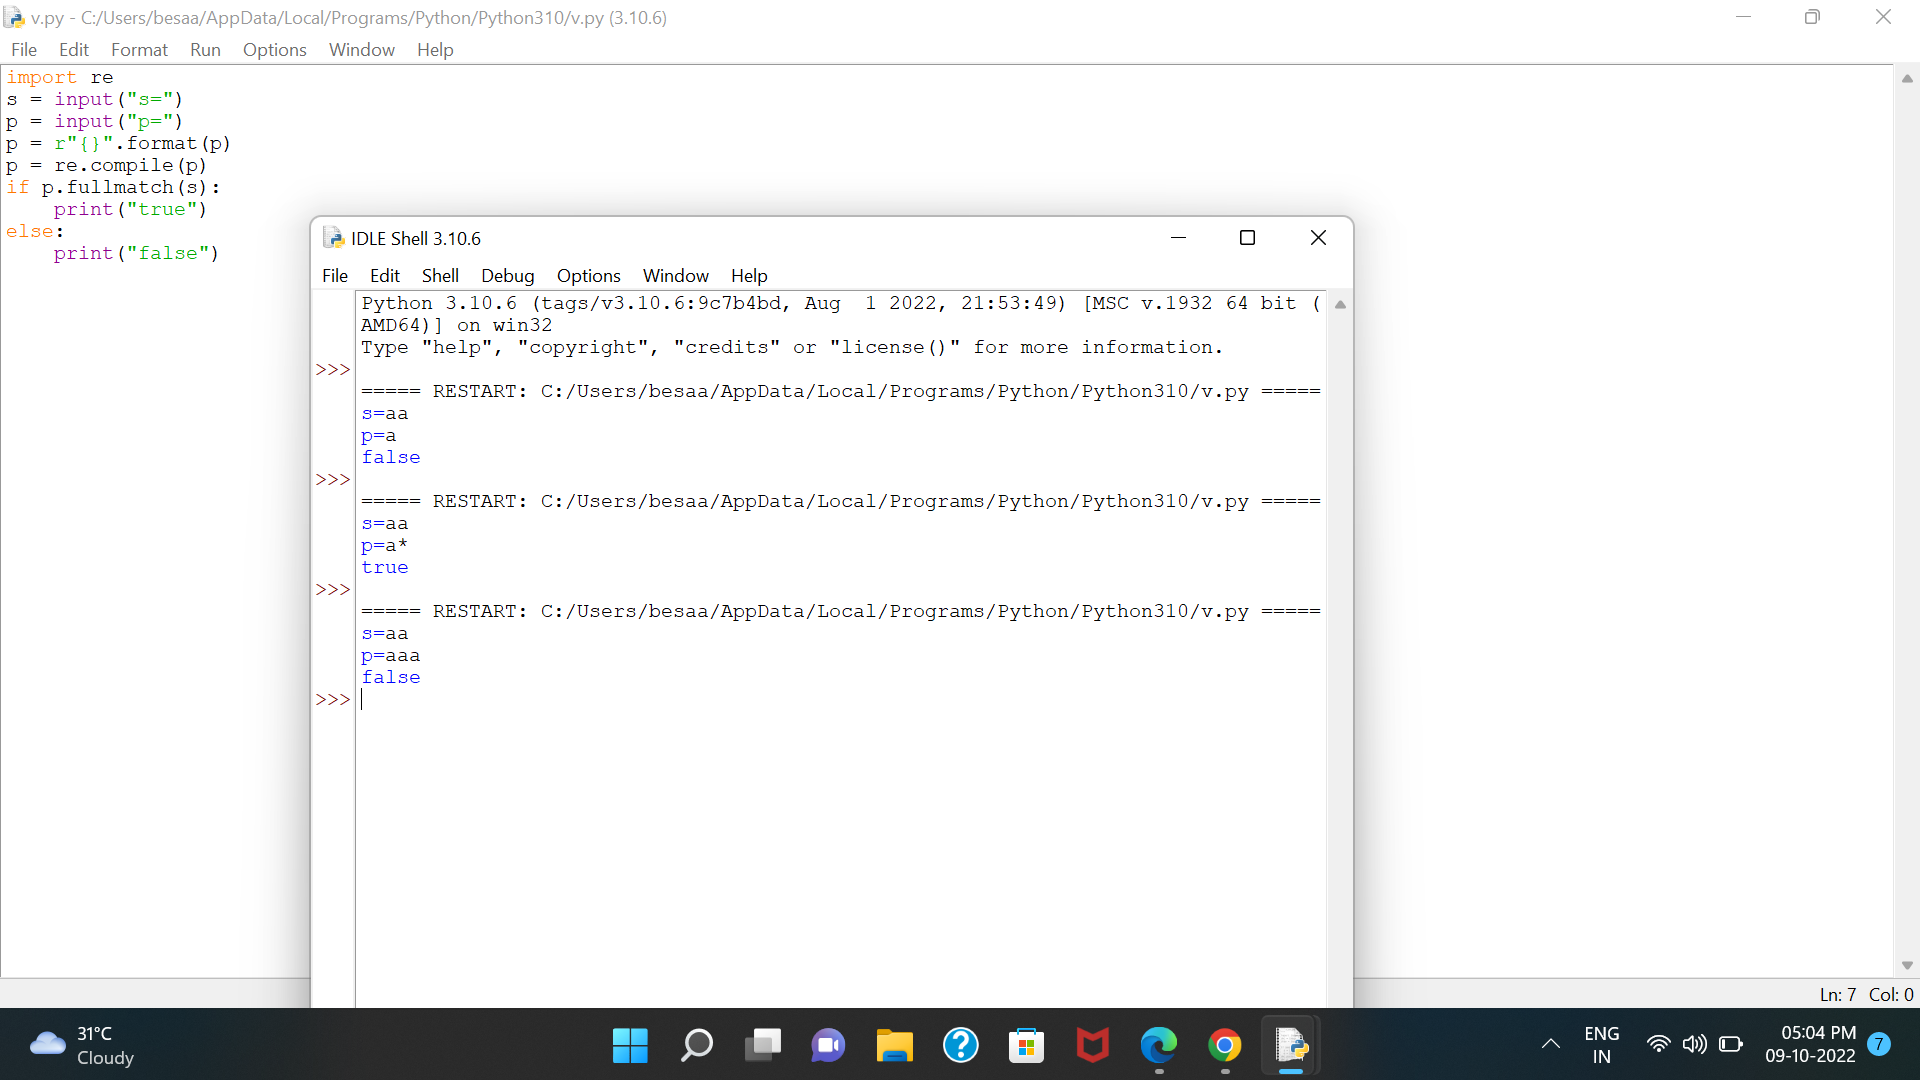 v.py - C:/Users/besaa/AppData/Local/Programs/Python/Python310/v.py (3.10.6)
File Edit Format Run Options Window Help
import re
s = input("s=")
p = input("p=")
p = r"{}".format(p)
p = re.compile(p)
if p.fullmatch(s):
    print("true")
else:
    print("false")
IDLE Shell 3.10.6
File Edit Shell Debug Options Window Help
Python 3.10.6 (tags/v3.10.6:9c7b4bd, Aug  1 2022, 21:53:49) [MSC v.1932 64 bit (
AMD64)] on win32
Type "help", "copyright", "credits" or "license()" for more information.
>>>
===== RESTART: C:/Users/besaa/AppData/Local/Programs/Python/Python310/v.py =====
s=aa
p=a
false
>>>
===== RESTART: C:/Users/besaa/AppData/Local/Programs/Python/Python310/v.py =====
s=aa
p=a*
true
>>>
===== RESTART: C:/Users/besaa/AppData/Local/Programs/Python/Python310/v.py =====
s=aa
p=aaa
false
>>>
Ln: 7 Col: 0
31°C
Cloudy
ENG
IN
05:04 PM
09-10-2022
7